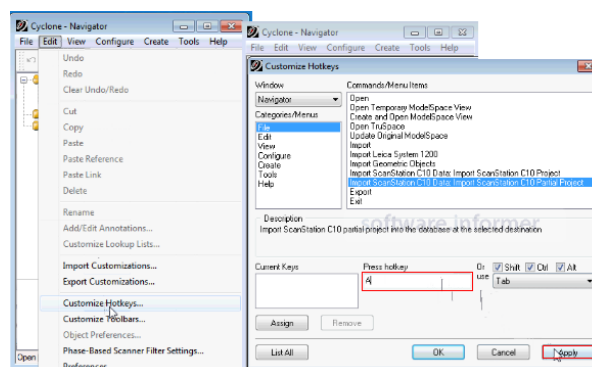 Cyclone - Navigator
File Edit View Configure Create Tools Help
Undo
Redo
Clear Undo/Redo
Cut
Copy
Paste
Paste Reference
Paste Link
Delete
Rename
Add/Edit Annotations...
Customize Lookup Lists...
Import Customizations...
Export Customizations...
Customize Hotkeys...
Customize Toolbars...
Object Preferences...
Phase-Based Scanner Filter Settings...
Preferences
Open
Cyclone - Navigator
File Edit View Configure Create Tools Help
Customize Hotkeys
Window
Navigator
Categories/Menus
File
Edit
View
Configure
Create
Tools
Help
Commands/Menu Items
Open
Open Temporary ModelSpace View
Create and Open ModelSpace View
Open TruSpace
Update Original ModelSpace
Import
Import Leica System 1200
Import Geometric Objects
Import ScanStation C10 Data: Import ScanStation C10 Project
Import ScanStation C10 Data: Import ScanStation C10 Partial Project
Export
Exit
Description
Import ScanStation C10 partial project into the database at the selected destination
software informer
Current Keys
Press hotkey
A
Or use
Shift Ctrl Alt
Tab
Assign Remove
List All OK Cancel Apply